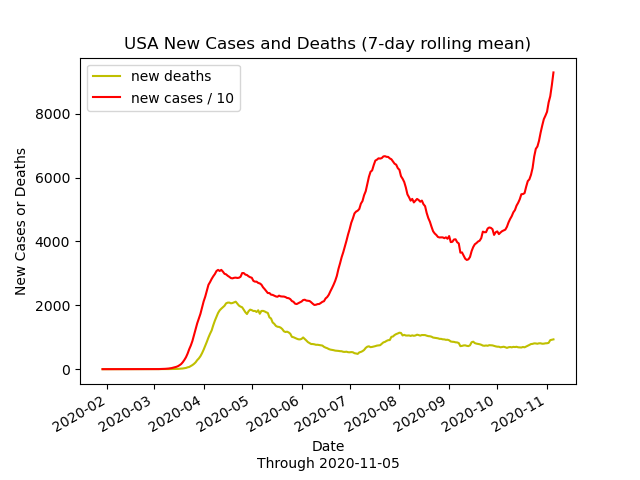 USA New Cases and Deaths (7-day rolling mean)
new deaths
new cases / 10
New Cases or Deaths
8000
6000
4000
2000
0
2020-02
2020-03
2020-04
2020-05
2020-06
2020-07
2020-08
2020-09
2020-10
2020-11
Date
Through 2020-11-05